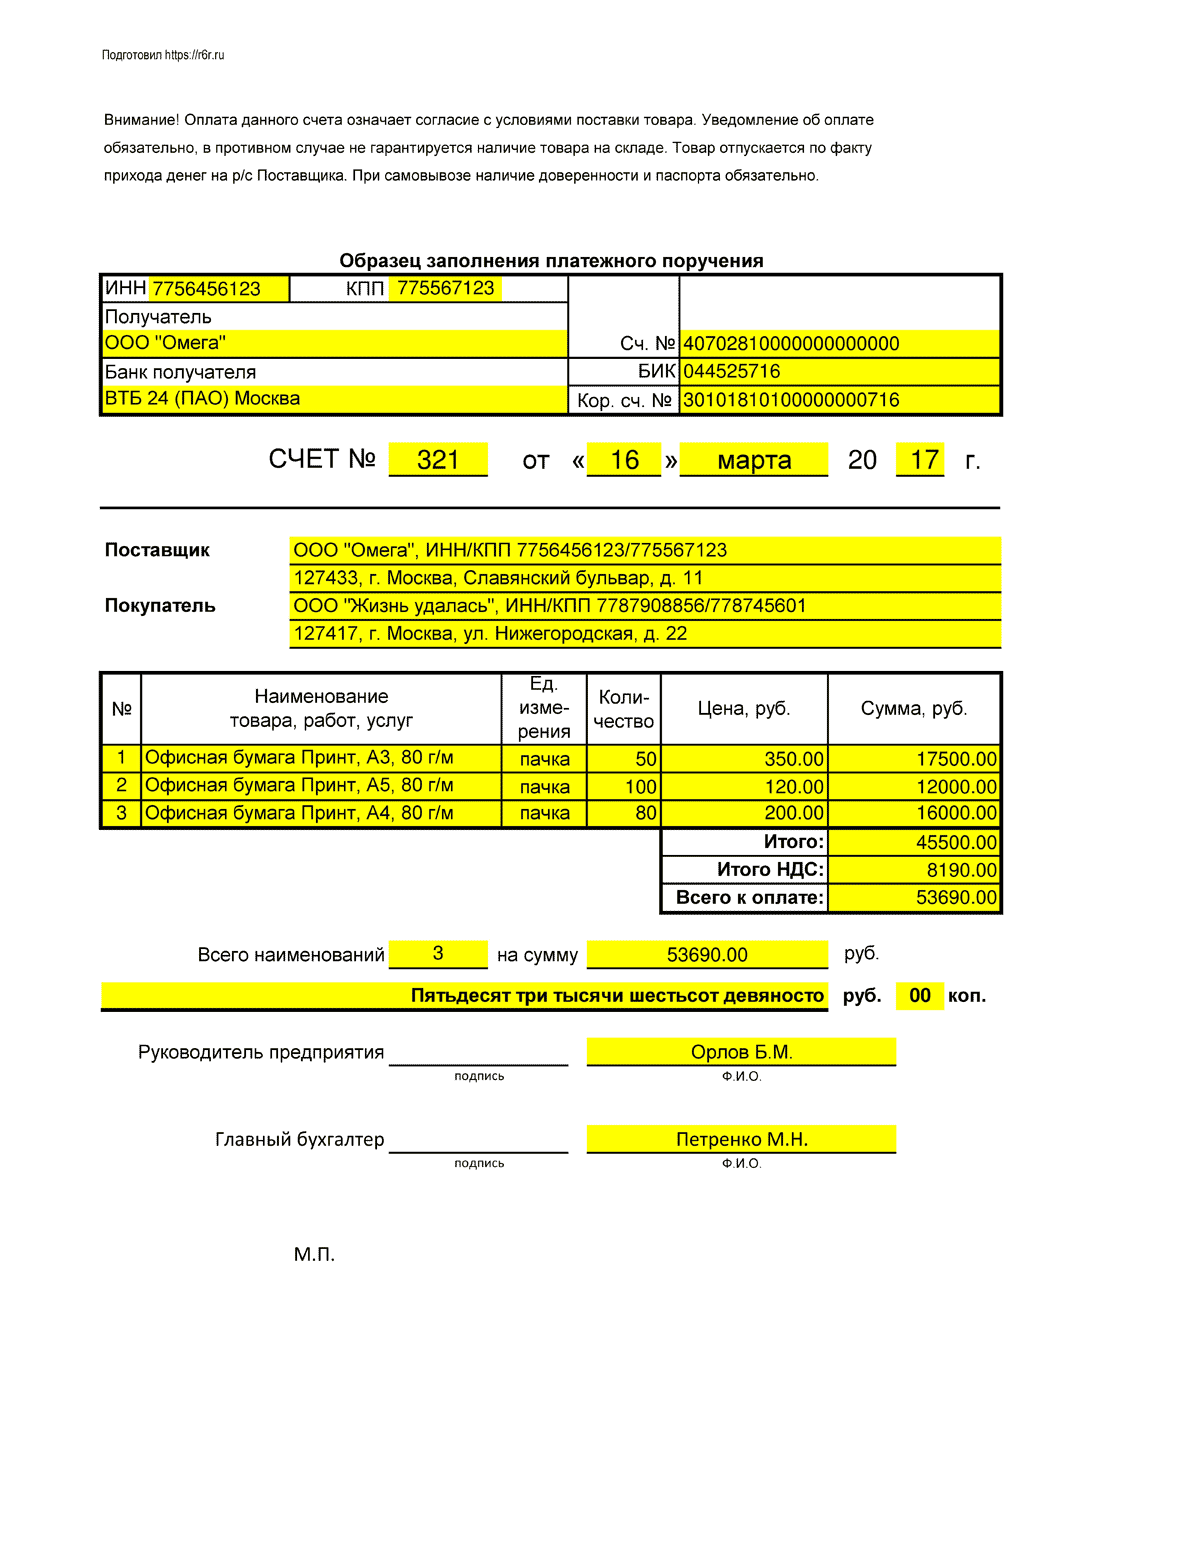 Подготовил https://r6r.ru
Внимание! Оплата данного счета означает согласие с условиями поставки товара. Уведомление об оплате
обязательно, в противном случае не гарантируется наличие товара на складе. Товар отпускается по факту
прихода денег на р/с Поставщика. При самовывозе наличие доверенности и паспорта обязательно.
Образец заполнения платежного поручения
ИНН 7756456123 КПП 775567123
Получатель
ООО "Омега" Сч. № 40702810000000000000
Банк получателя БИК 044525716
ВТБ 24 (ПАО) Москва Кор. сч. № 30101810100000000716
СЧЕТ № 321 от « 16 » марта 20 17 г.
Поставщик ООО "Омега", ИНН/КПП 7756456123/775567123
127433, г. Москва, Славянский бульвар, д. 11
Покупатель ООО "Жизнь удалась", ИНН/КПП 7787908856/778745601
127417, г. Москва, ул. Нижегородская, д. 22
№ Наименование товара, работ, услуг Ед. изме-рения Коли-чество Цена, руб. Сумма, руб.
1 Офисная бумага Принт, А3, 80 г/м пачка 50 350.00 17500.00
2 Офисная бумага Принт, А5, 80 г/м пачка 100 120.00 12000.00
3 Офисная бумага Принт, А4, 80 г/м пачка 80 200.00 16000.00
Итого: 45500.00
Итого НДС: 8190.00
Всего к оплате: 53690.00
Всего наименований 3 на сумму 53690.00 руб.
Пятьдесят три тысячи шестьсот девяносто руб. 00 коп.
Руководитель предприятия Орлов Б.М.
подпись Ф.И.О.
Главный бухгалтер Петренко М.Н.
подпись Ф.И.О.
М.П.